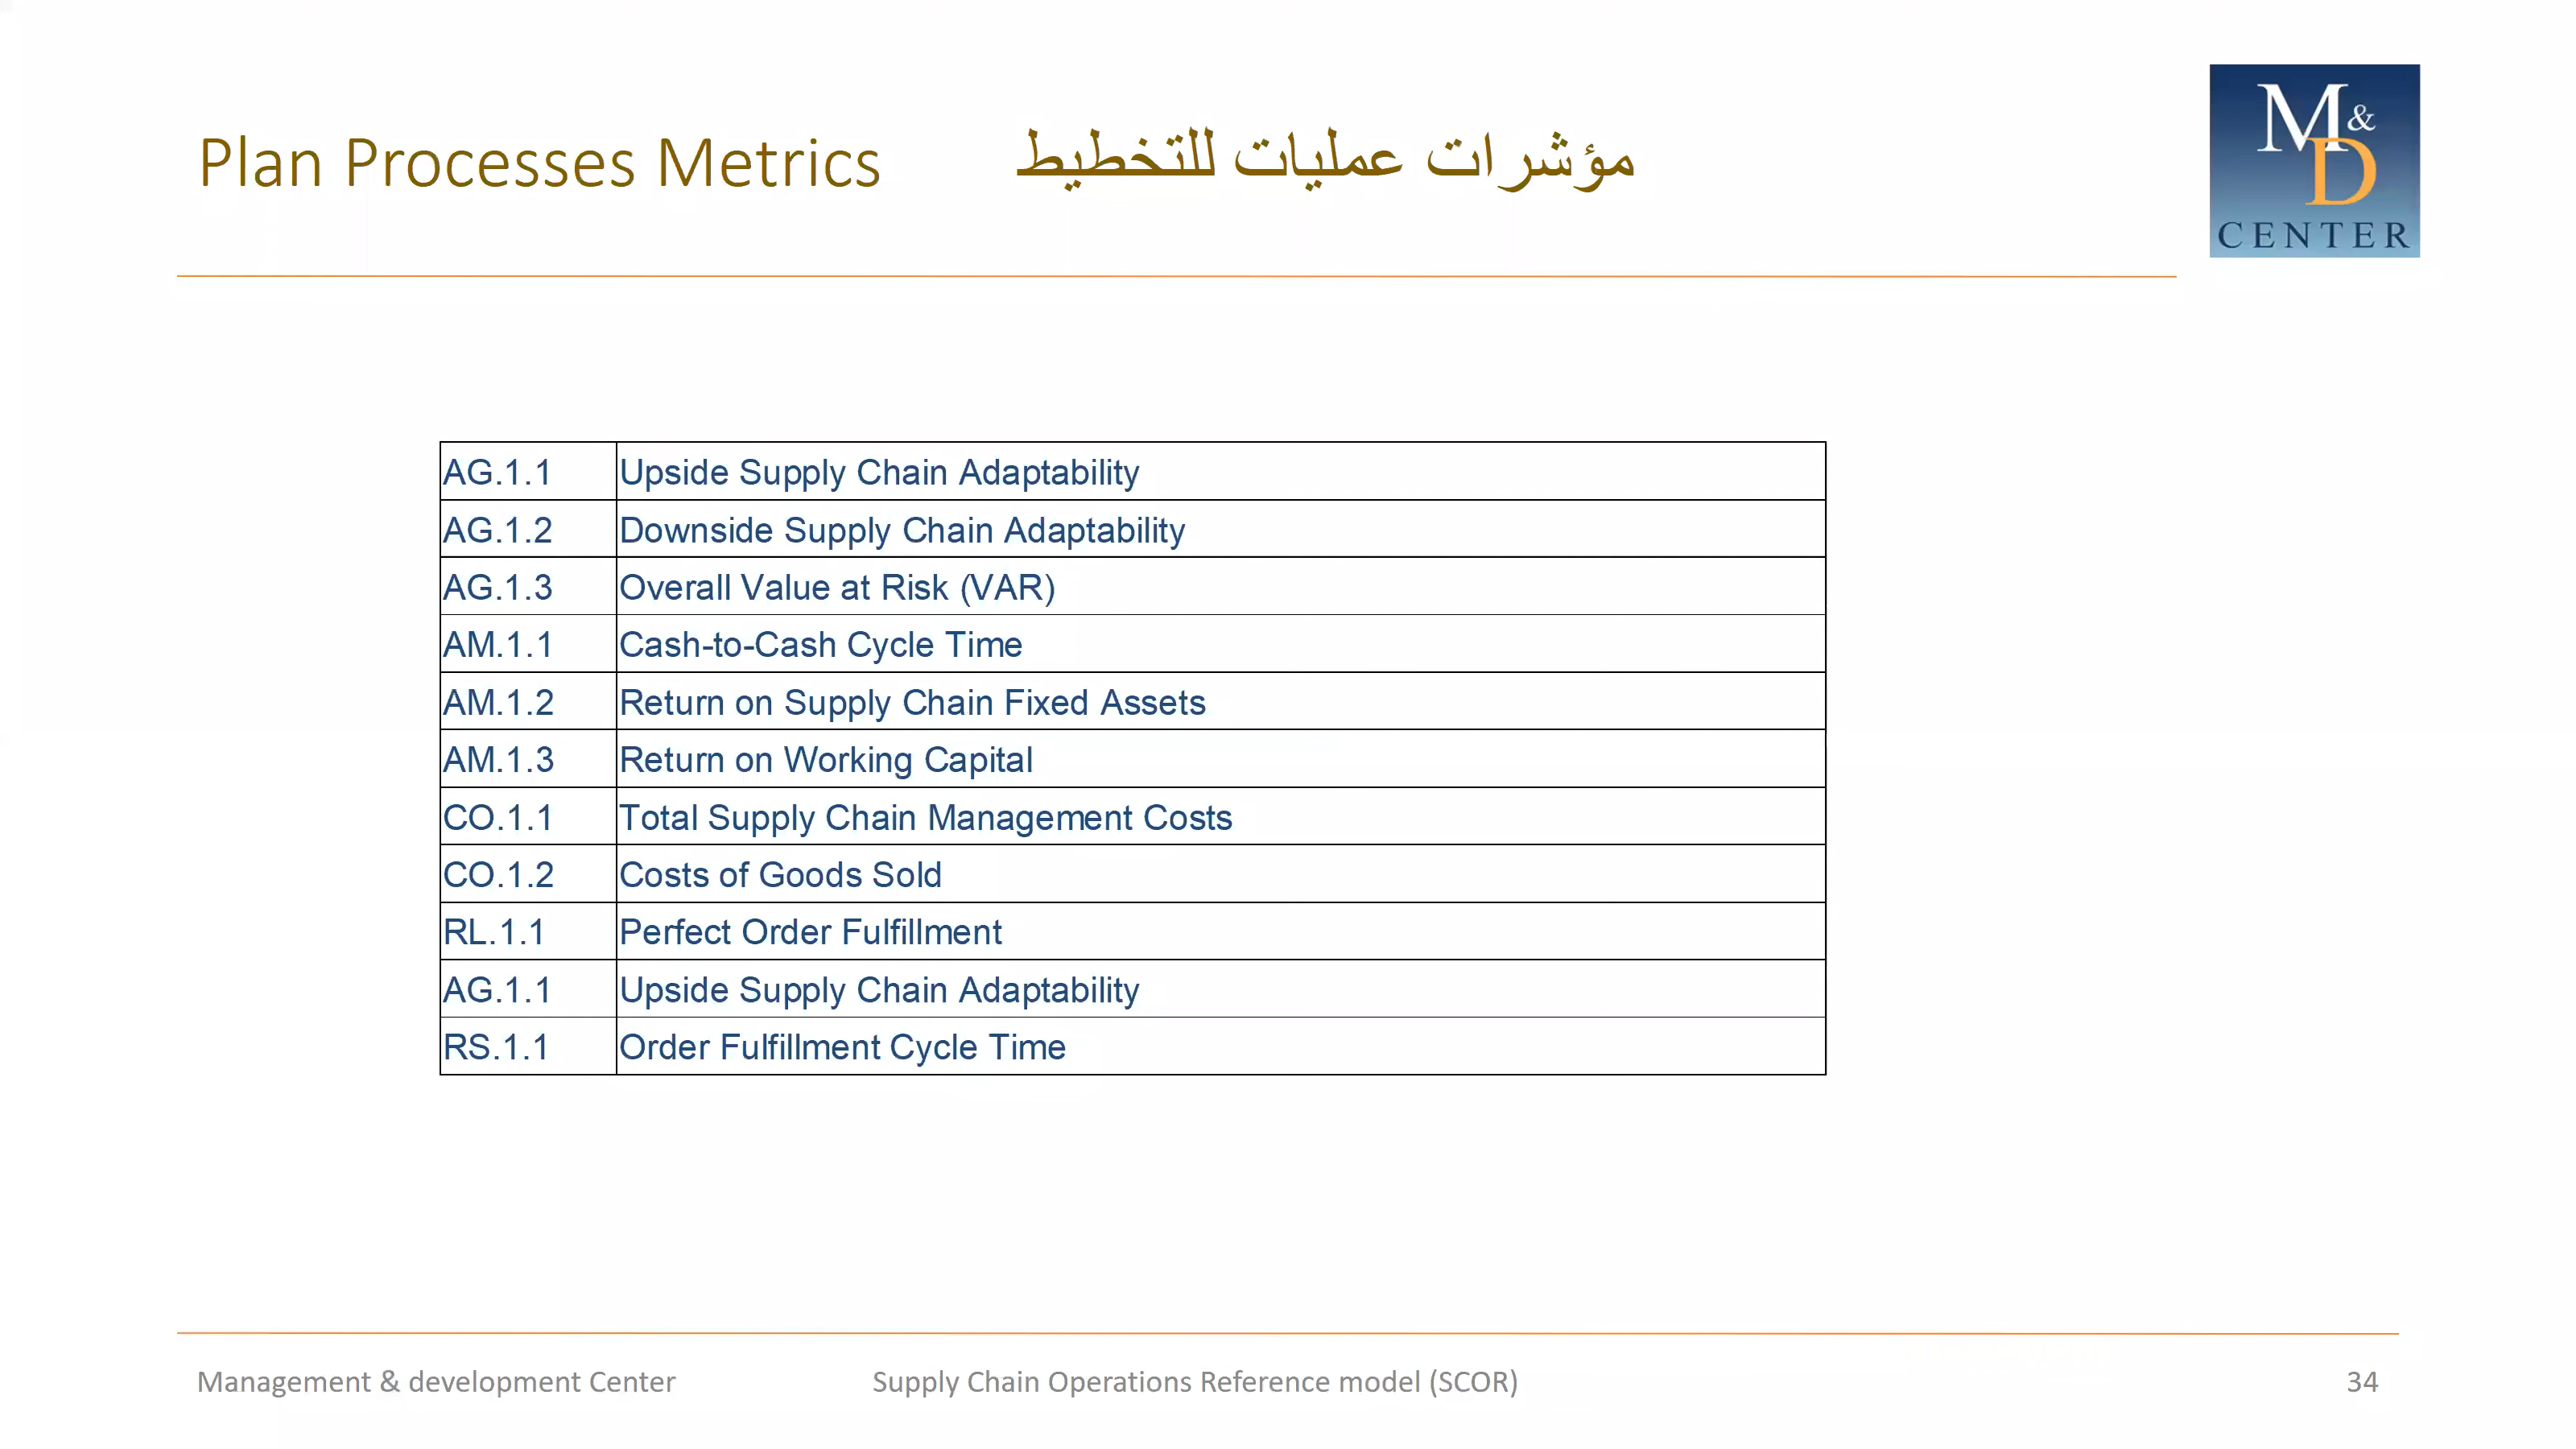 Plan Processes Metrics مؤشرات عمليات للتخطيط
M&
D
CENTER
AG.1.1 Upside Supply Chain Adaptability
AG.1.2 Downside Supply Chain Adaptability
AG.1.3 Overall Value at Risk (VAR)
AM.1.1 Cash-to-Cash Cycle Time
AM.1.2 Return on Supply Chain Fixed Assets
AM.1.3 Return on Working Capital
CO.1.1 Total Supply Chain Management Costs
CO.1.2 Costs of Goods Sold
RL.1.1 Perfect Order Fulfillment
AG.1.1 Upside Supply Chain Adaptability
RS.1.1 Order Fulfillment Cycle Time
Management & development Center Supply Chain Operations Reference model (SCOR) 34